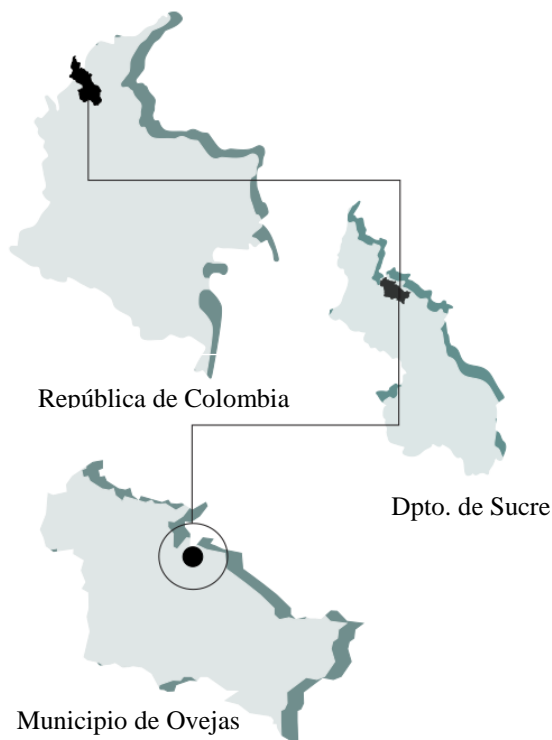 República de Colombia
Dpto. de Sucre
Municipio de Ovejas